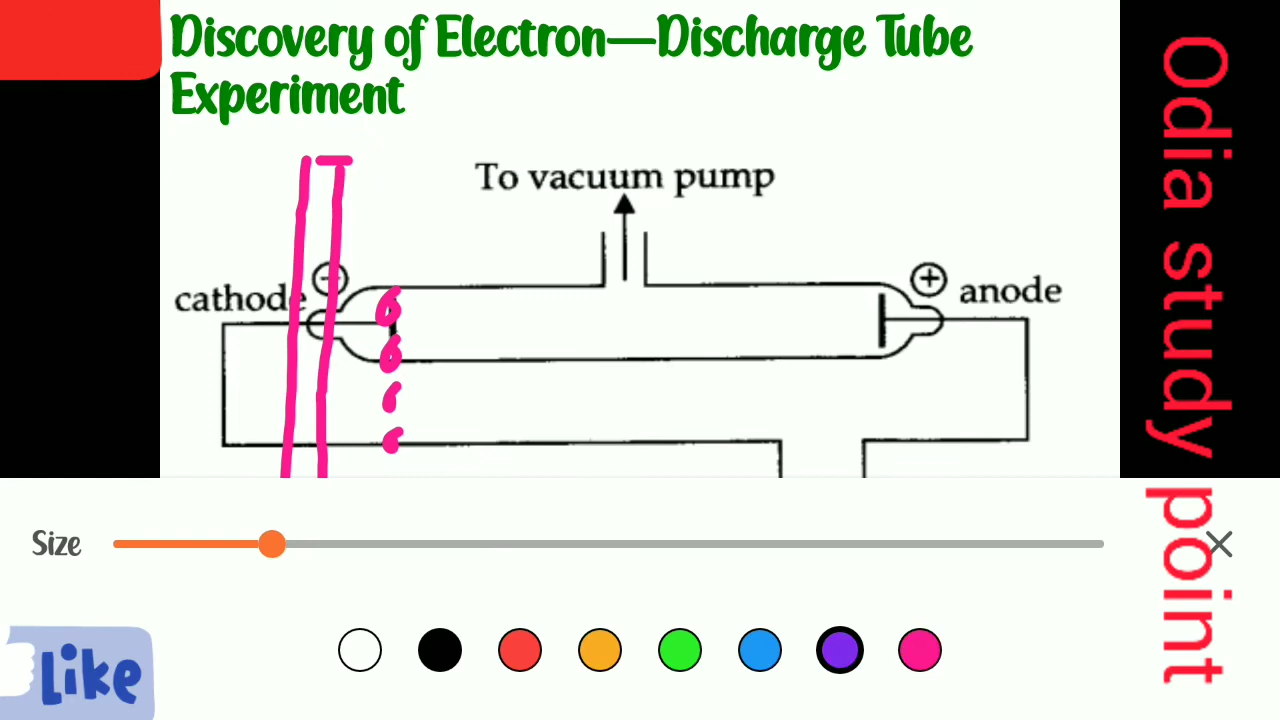 Discovery of Electron—Discharge Tube
Experiment
To vacuum pump
cathode
anode
Size
Like
Odia study point